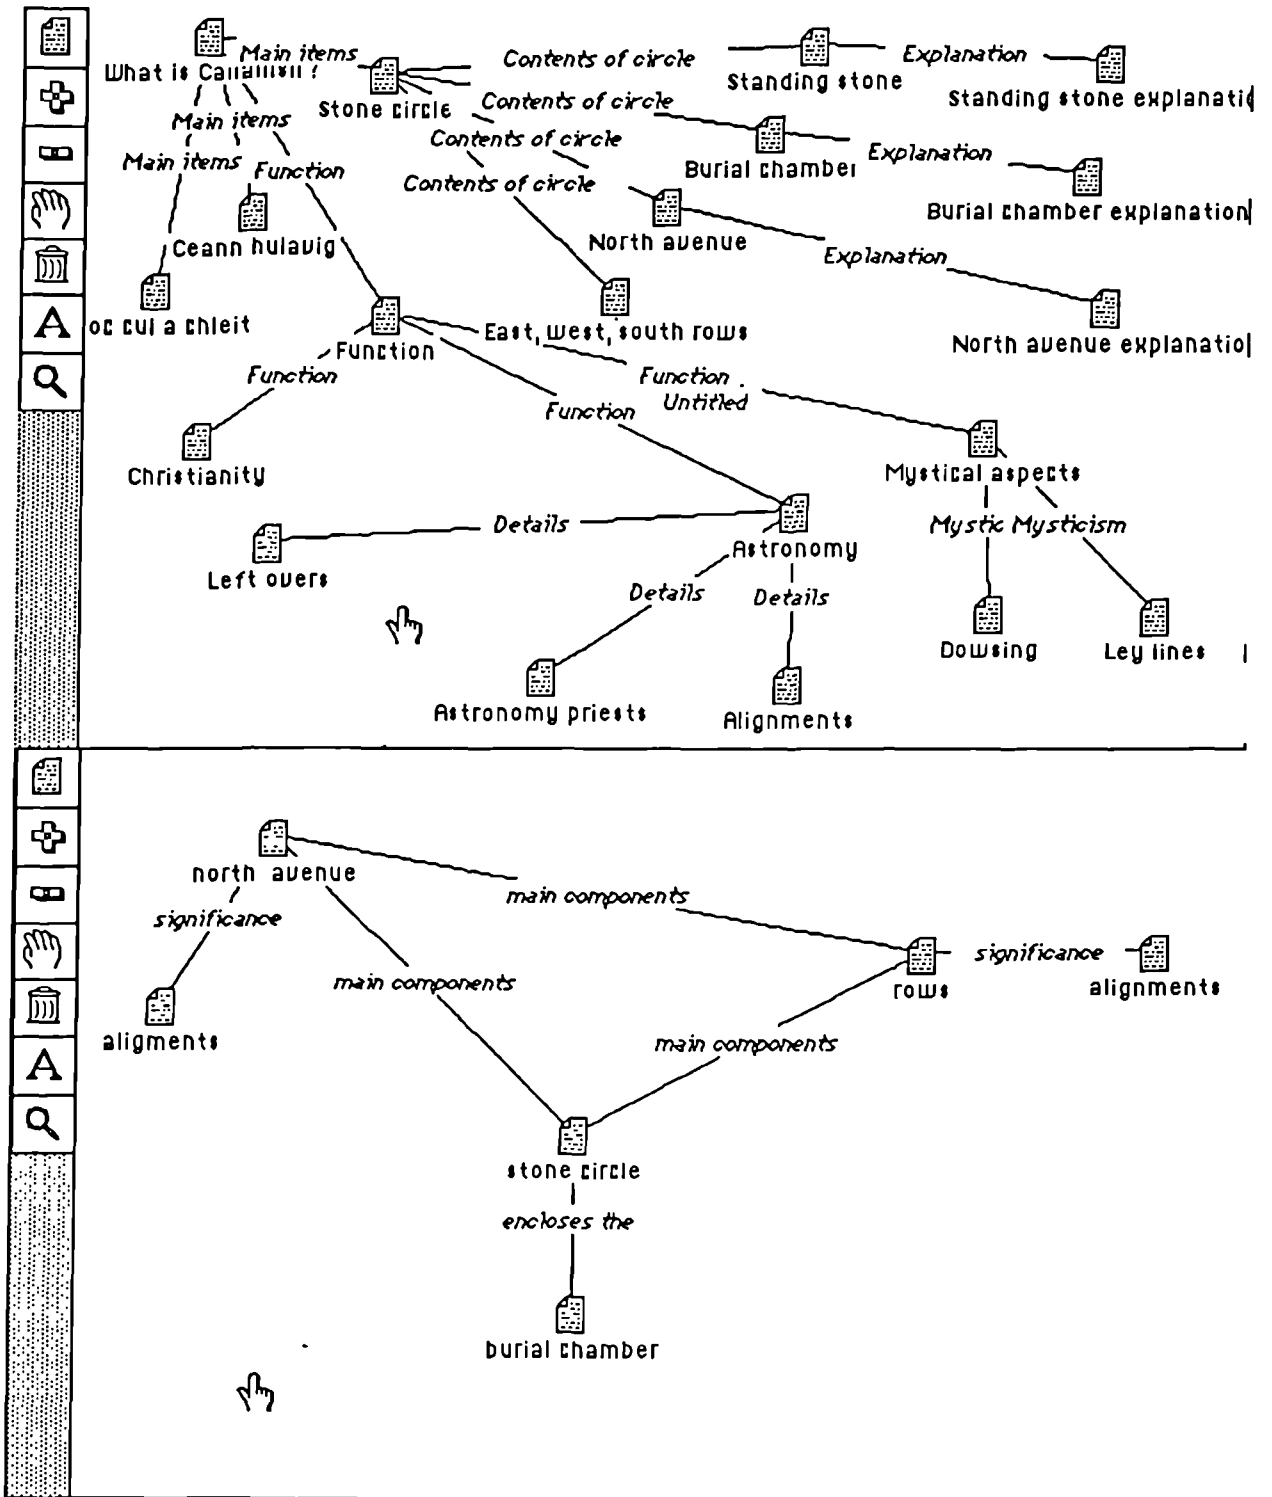 Main items
What is Callanish?
Stone circle
Contents of circle
Standing stone
Explanation
Standing stone explanatio
Main items
Contents of circle
Burial chamber
Explanation
Burial chamber explanation
Main items
Function
Contents of circle
Contents of circle
North avenue
Explanation
North avenue explanatio
Ceann hulavig
oc cul a chleit
East, west, south rows
Function
Function
Function
Untitled
Function
Christianity
Mystical aspects
Mystic Mysticism
Details
Left overs
Astronomy
Details
Details
Dowsing
Ley lines
Astronomy priests
Alignments
A
north avenue
main components
significance
main components
rows
significance
alignments
aligments
main components
stone circle
encloses the
burial chamber
A